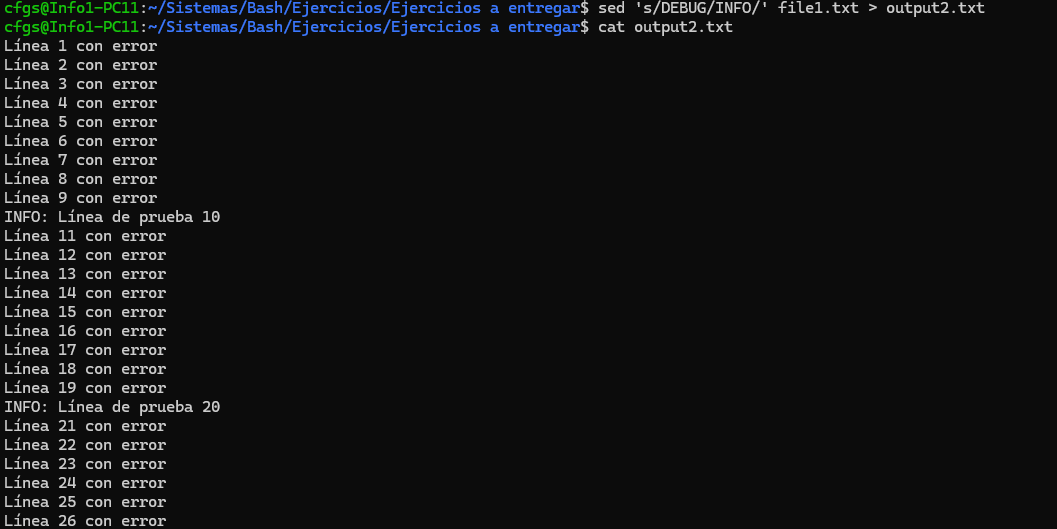 cfgs@Info1-PC11:~/Sistemas/Bash/Ejercicios/Ejercicios a entregar$ sed 's/DEBUG/INFO/' file1.txt > output2.txt
cfgs@Info1-PC11:~/Sistemas/Bash/Ejercicios/Ejercicios a entregar$ cat output2.txt
Línea 1 con error
Línea 2 con error
Línea 3 con error
Línea 4 con error
Línea 5 con error
Línea 6 con error
Línea 7 con error
Línea 8 con error
Línea 9 con error
INFO: Línea de prueba 10
Línea 11 con error
Línea 12 con error
Línea 13 con error
Línea 14 con error
Línea 15 con error
Línea 16 con error
Línea 17 con error
Línea 18 con error
Línea 19 con error
INFO: Línea de prueba 20
Línea 21 con error
Línea 22 con error
Línea 23 con error
Línea 24 con error
Línea 25 con error
Línea 26 con error